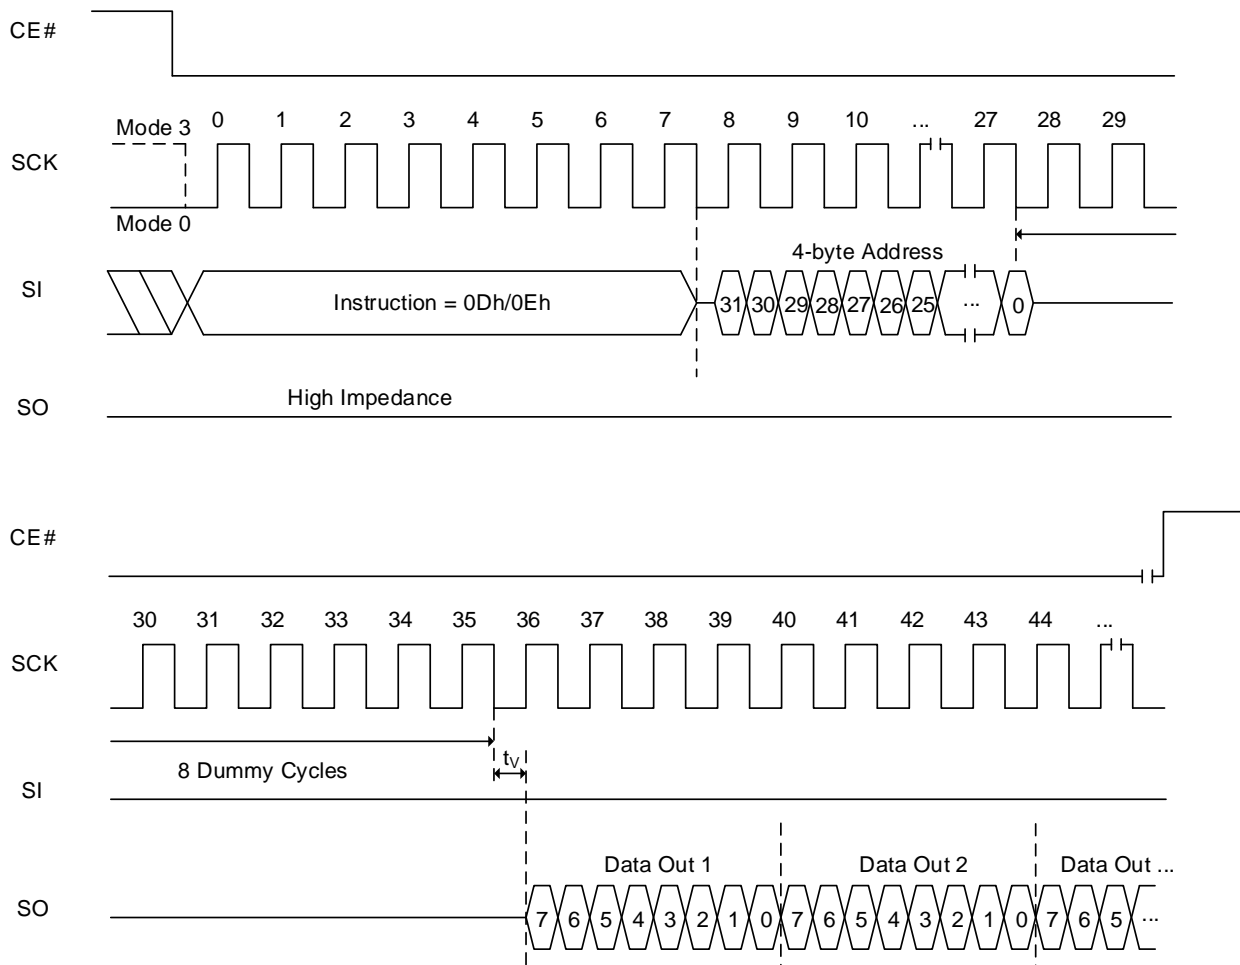 CE#
Mode 3 0 1 2 3 4 5 6 7 8 9 10 ... 27 28 29
SCK
Mode 0
4-byte Address
SI
Instruction = 0Dh/0Eh 31 30 29 28 27 26 25 ... 0
High Impedance
SO
CE#
30 31 32 33 34 35 36 37 38 39 40 41 42 43 44 ...
SCK
8 Dummy Cycles tV
SI
Data Out 1 Data Out 2 Data Out ...
SO
7 6 5 4 3 2 1 0 7 6 5 4 3 2 1 0 7 6 5 ...